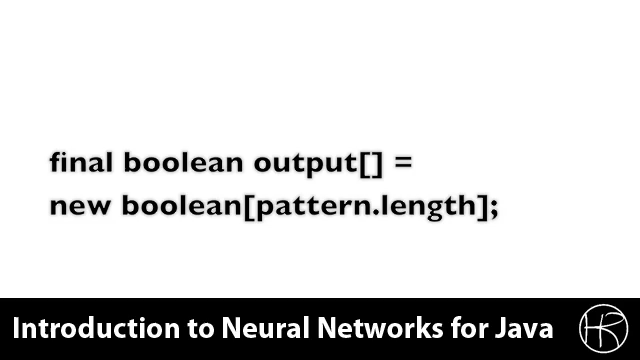 final boolean output[] =
new boolean[pattern.length];
Introduction to Neural Networks for Java